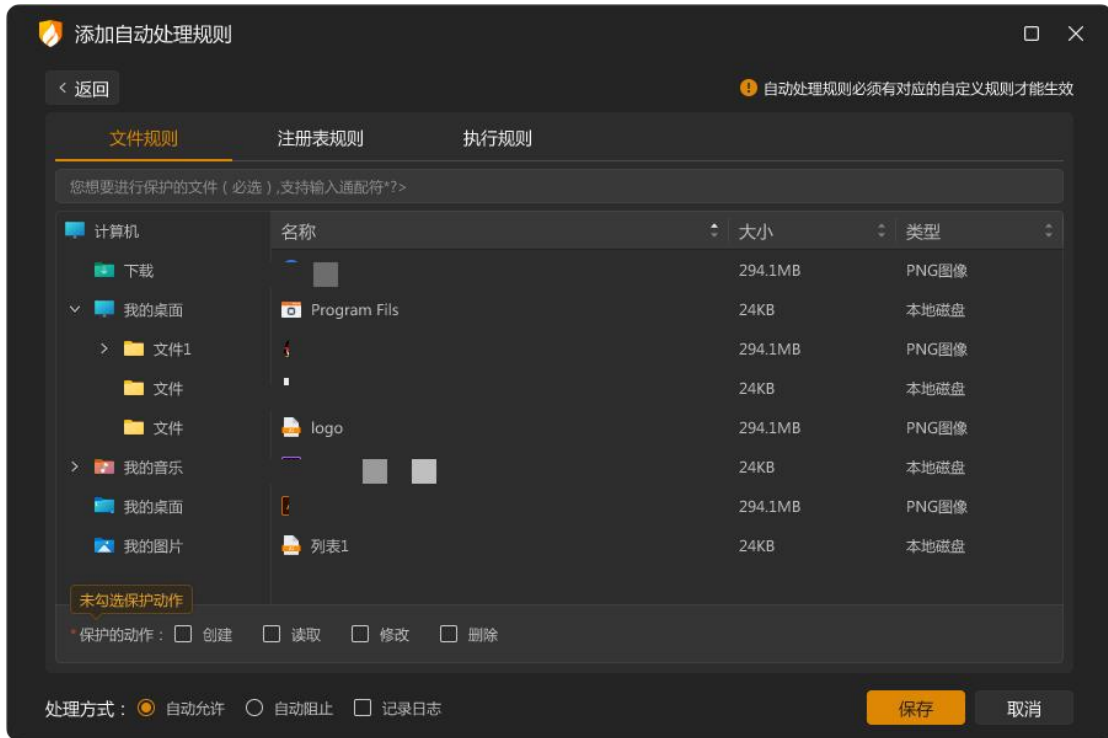 添加自动处理规则
返回
自动处理规则必须有对应的自定义规则才能生效
文件规则 注册表规则 执行规则
您想要进行保护的文件（必选）,支持输入通配符*?>
计算机 名称 大小 类型
下载 294.1MB PNG图像
我的桌面 Program Fils 24KB 本地磁盘
文件1 294.1MB PNG图像
文件 24KB 本地磁盘
文件 logo 294.1MB PNG图像
我的音乐 24KB 本地磁盘
我的桌面 294.1MB PNG图像
我的图片 列表1 24KB 本地磁盘
未勾选保护动作
*保护的动作： 创建 读取 修改 删除
处理方式： 自动允许 自动阻止 记录日志 保存 取消